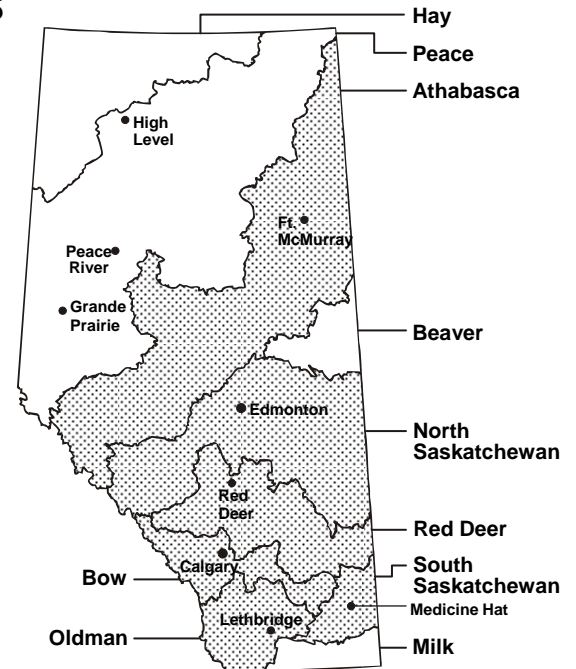 Hay
Peace
Athabasca
High
Level
Ft.
McMurray
Peace
River
Grande
Prairie
Beaver
Edmonton
North
Saskatchewan
Red
Deer
Red Deer
Calgary
South
Saskatchewan
Bow
Medicine Hat
Lethbridge
Oldman
Milk